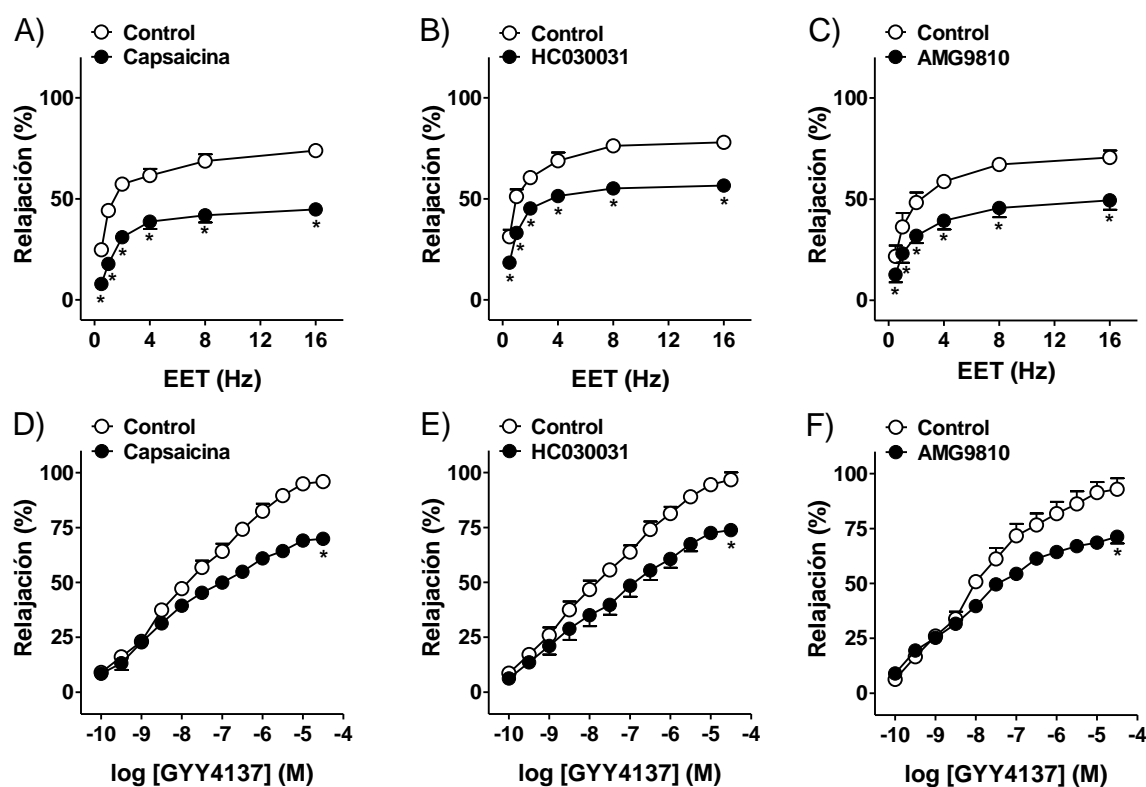 A)
Control
Capsaicina
Relajación (%)
100
50
0
*
*
*
*
*
*
0 4 8 12 16
EET (Hz)
B)
Control
HC030031
Relajación (%)
100
50
0
*
*
*
*
*
*
0 4 8 12 16
EET (Hz)
C)
Control
AMG9810
Relajación (%)
100
50
0
*
*
*
*
*
*
0 4 8 12 16
EET (Hz)
D)
Control
Capsaicina
Relajación (%)
100
75
50
25
0
*
-10 -9 -8 -7 -6 -5 -4
log [GYY4137] (M)
E)
Control
HC030031
Relajación (%)
100
75
50
25
0
*
-10 -9 -8 -7 -6 -5 -4
log [GYY4137] (M)
F)
Control
AMG9810
Relajación (%)
100
75
50
25
0
*
-10 -9 -8 -7 -6 -5 -4
log [GYY4137] (M)